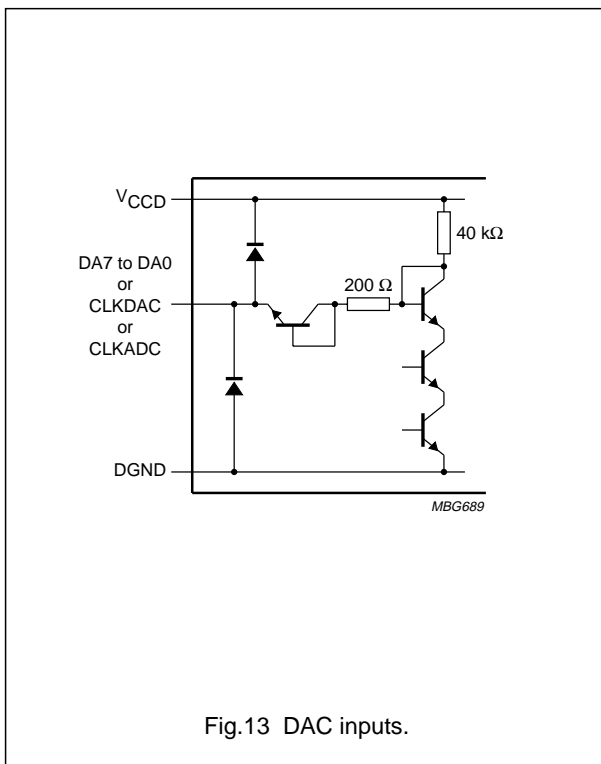 VCCD
40 kΩ
DA7 to DA0
or
CLKDAC
or
CLKADC
200 Ω
DGND
MBG689
Fig.13 DAC inputs.